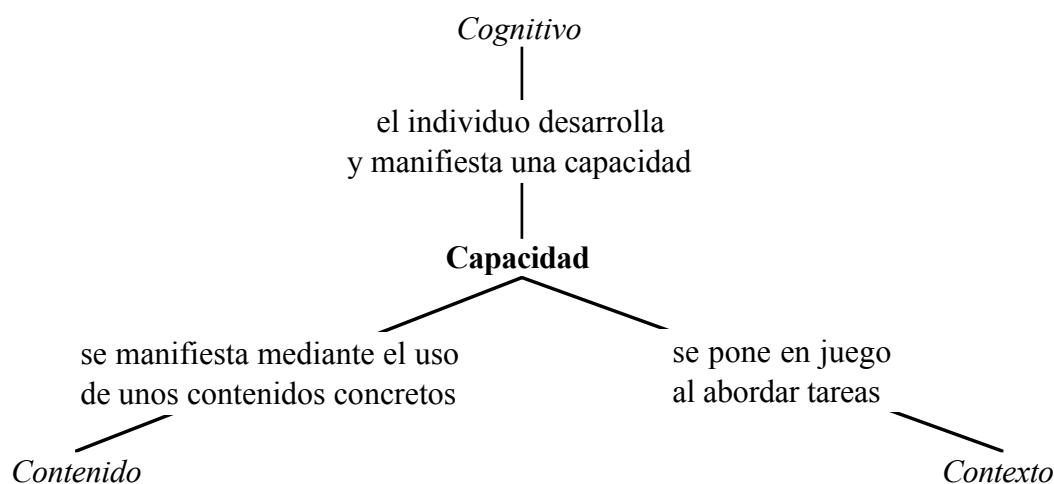 Cognitivo
el individuo desarrolla
y manifiesta una capacidad
Capacidad
se manifiesta mediante el uso
de unos contenidos concretos
se pone en juego
al abordar tareas
Contenido
Contexto